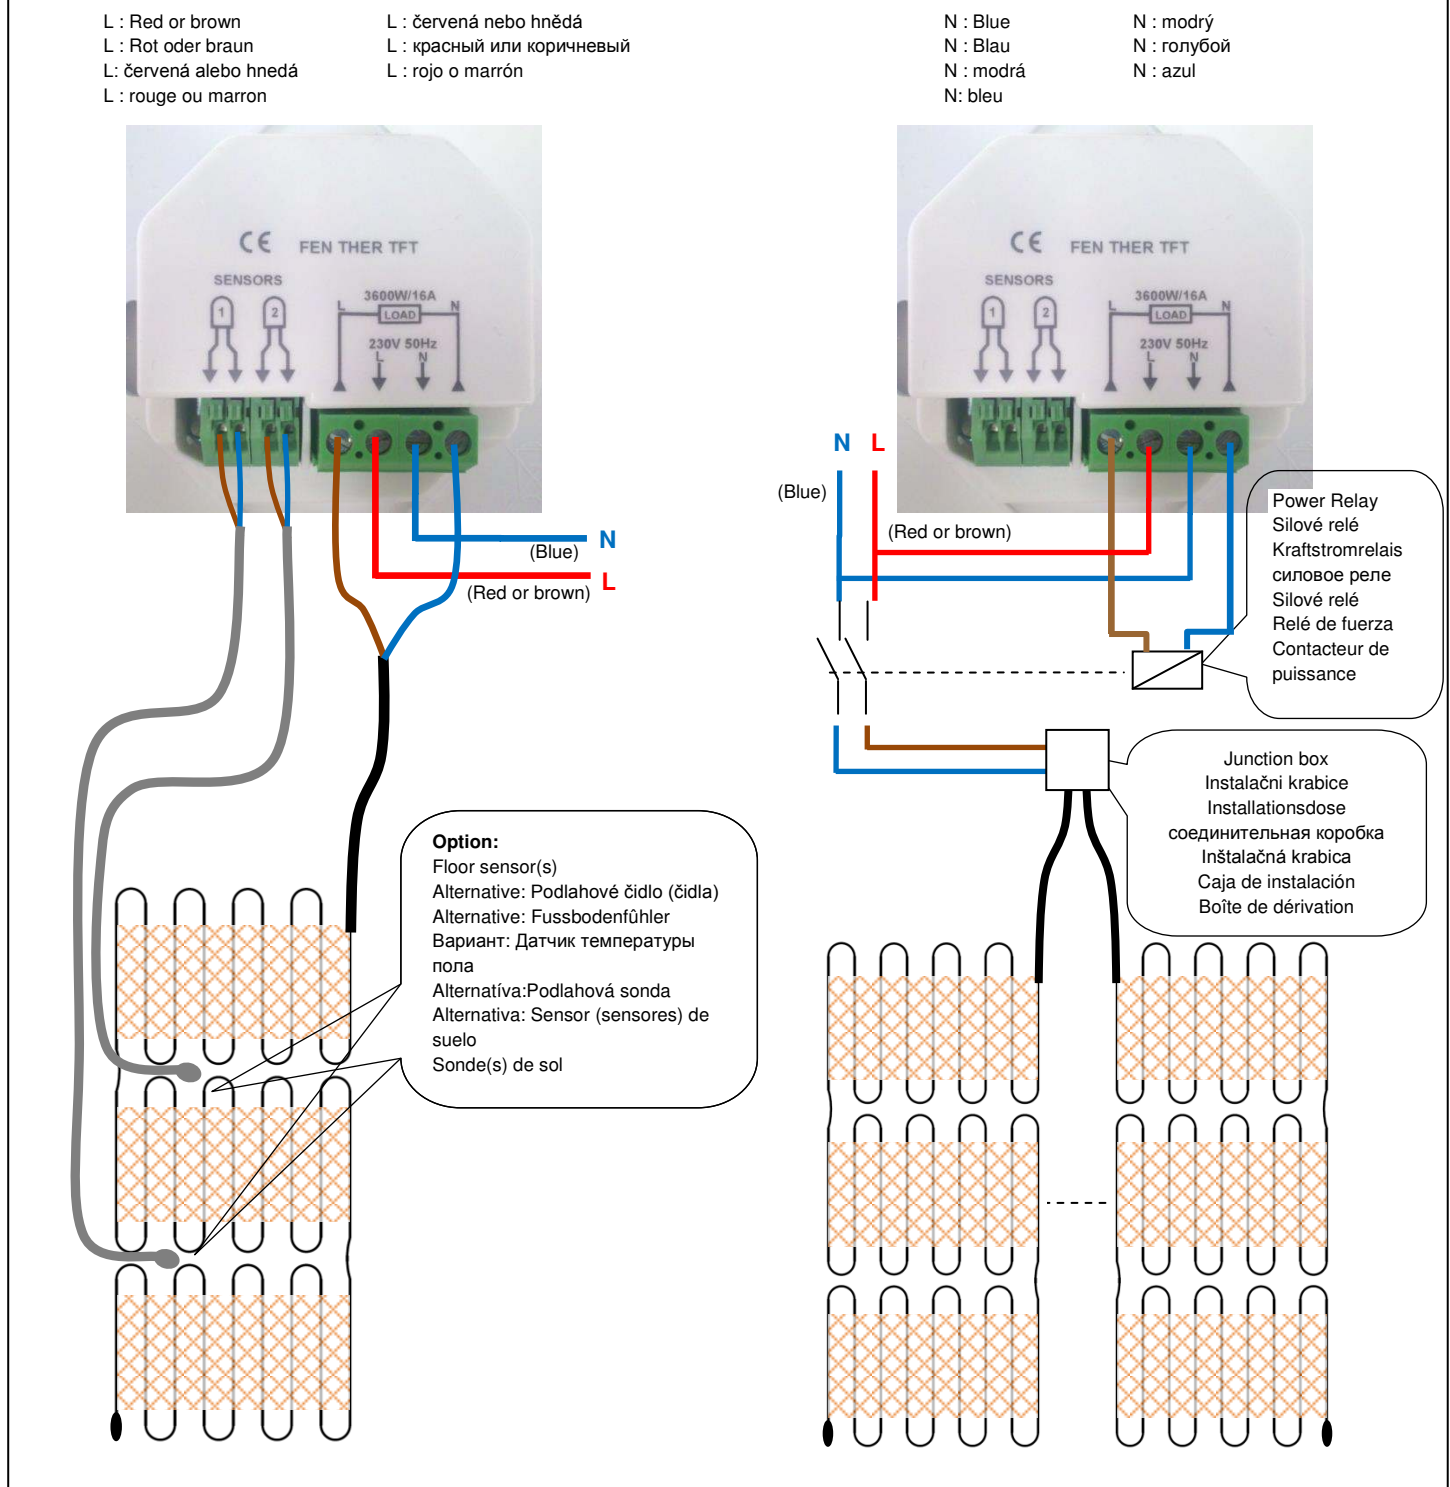 L : Red or brown
L : Rot oder braun
L: červená alebo hnedá
L : rouge ou marron
L : červená nebo hnědá
L : красный или коричневый
L : rojo o marrón
N : Blue
N : Blau
N : modrá
N: bleu
N : modrý
N : голубой
N : azul
CE FEN THER TFT
SENSORS
1 2
3600W/16A
L LOAD N
230V 50Hz
L N
N
(Blue)
L
(Red or brown)
CE FEN THER TFT
SENSORS
1 2
3600W/16A
L LOAD N
230V 50Hz
L N
N L
(Blue)
(Red or brown)
Power Relay
Silové relé
Kraftstromrelais
силовое реле
Silové relé
Relé de fuerza
Contacteur de
puissance
Junction box
Instalačni krabice
Installationsdose
соединительная коробка
Inštalačná krabica
Caja de instalación
Boîte de dérivation
Option:
Floor sensor(s)
Alternative: Podlahové čidlo (čidla)
Alternative: Fussbodenfûhler
Вариант: Датчик температуры
пола
Alternatíva:Podlahová sonda
Alternativa: Sensor (sensores) de
suelo
Sonde(s) de sol